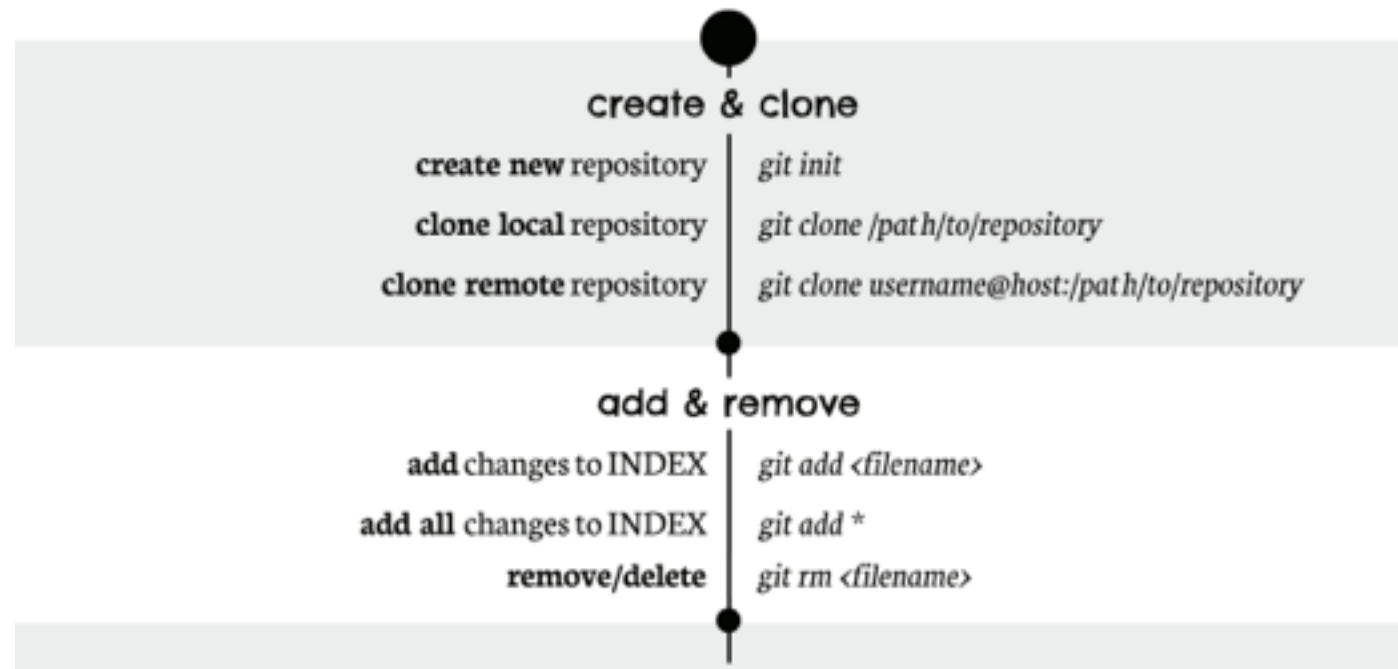 create & clone
create new repository git init
clone local repository git clone /path/to/repository
clone remote repository git clone username@host:/path/to/repository
add & remove
add changes to INDEX git add <filename>
add all changes to INDEX git add *
remove/delete git rm <filename>